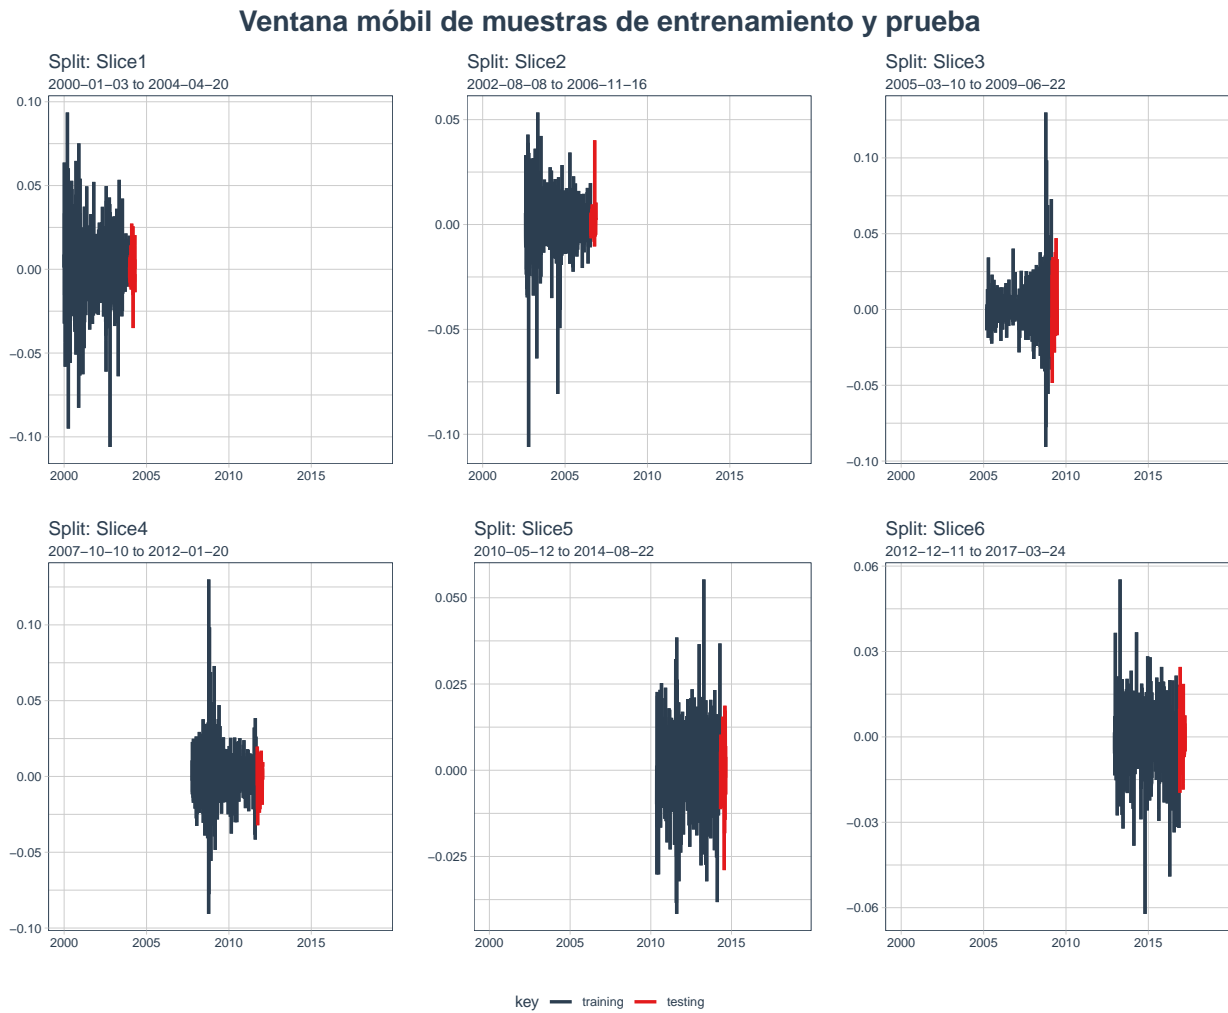 Ventana móbil de muestras de entrenamiento y prueba
Split: Slice1
2000−01−03 to 2004−04−20
0.10
0.05
0.00
−0.05
−0.10
2000 2005 2010 2015
Split: Slice2
2002−08−08 to 2006−11−16
0.05
0.00
−0.05
−0.10
2000 2005 2010 2015
Split: Slice3
2005−03−10 to 2009−06−22
0.10
0.05
0.00
−0.05
−0.10
2000 2005 2010 2015
Split: Slice4
2007−10−10 to 2012−01−20
0.10
0.05
0.00
−0.05
−0.10
2000 2005 2010 2015
Split: Slice5
2010−05−12 to 2014−08−22
0.050
0.025
0.000
−0.025
2000 2005 2010 2015
Split: Slice6
2012−12−11 to 2017−03−24
0.06
0.03
0.00
−0.03
−0.06
2000 2005 2010 2015
key training testing